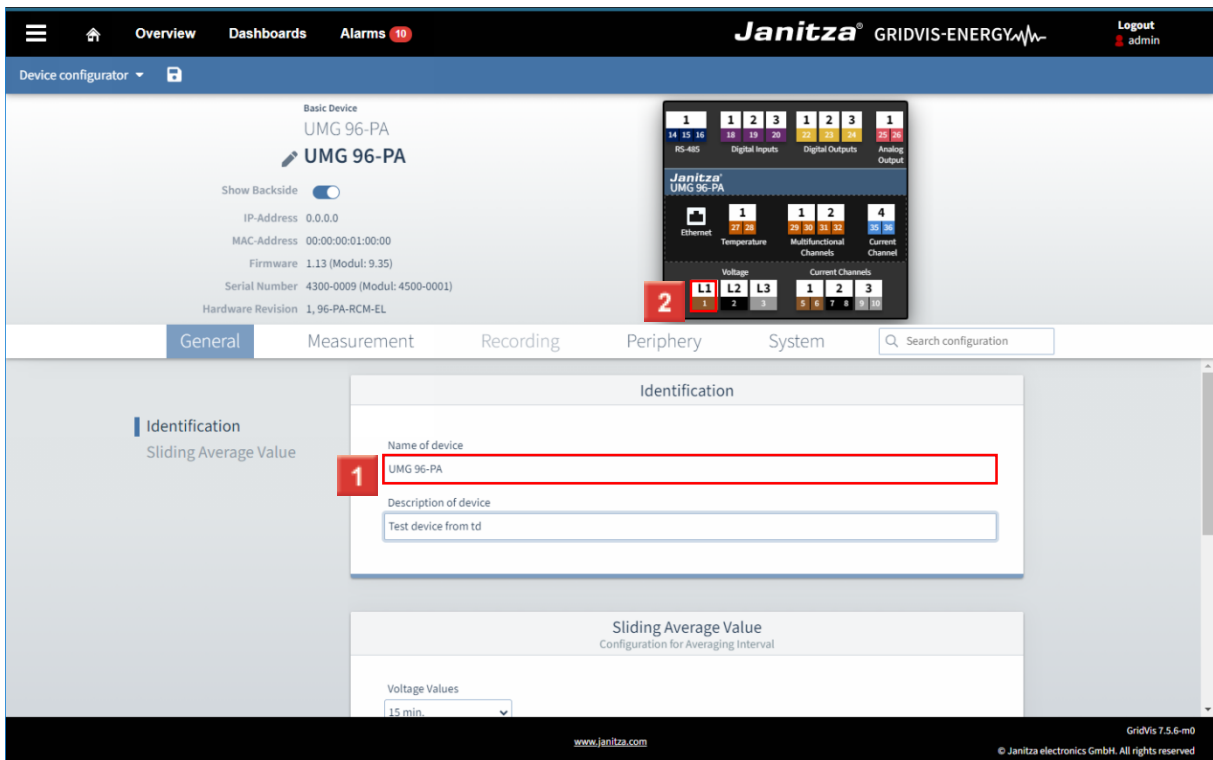 Overview Dashboards Alarms 10 Janitza® GRIDVIS-ENERGY Logout
admin
Device configurator
Basic Device
UMG 96-PA
UMG 96-PA
Show Backside
IP-Address 0.0.0.0
MAC-Address 00:00:00:01:00:00
Firmware 1.13 (Modul: 9.35)
Serial Number 4300-0009 (Modul: 4500-0001)
Hardware Revision 1, 96-PA-RCM-EL
1 1 2 3 1 2 3 1
14 15 16 18 19 20 22 23 24 25 26
RS-485 Digital Inputs Digital Outputs Analog
Output
Janitza®
UMG 96-PA
1 1 2 4
27 28 29 30 31 32 35 36
Ethernet Temperature Multifunctional Current
Channels Channel
Voltage Current Channels
2 L1 L2 L3 1 2 3
1 2 3 5 6 7 8 9 10
General Measurement Recording Periphery System Search configuration
Identification
Sliding Average Value
Identification
Name of device
1 UMG 96-PA
Description of device
Test device from td
Sliding Average Value
Configuration for Averaging Interval
Voltage Values
15 min.
www.janitza.com
GridVis 7.5.6-m0
© Janitza electronics GmbH. All rights reserved